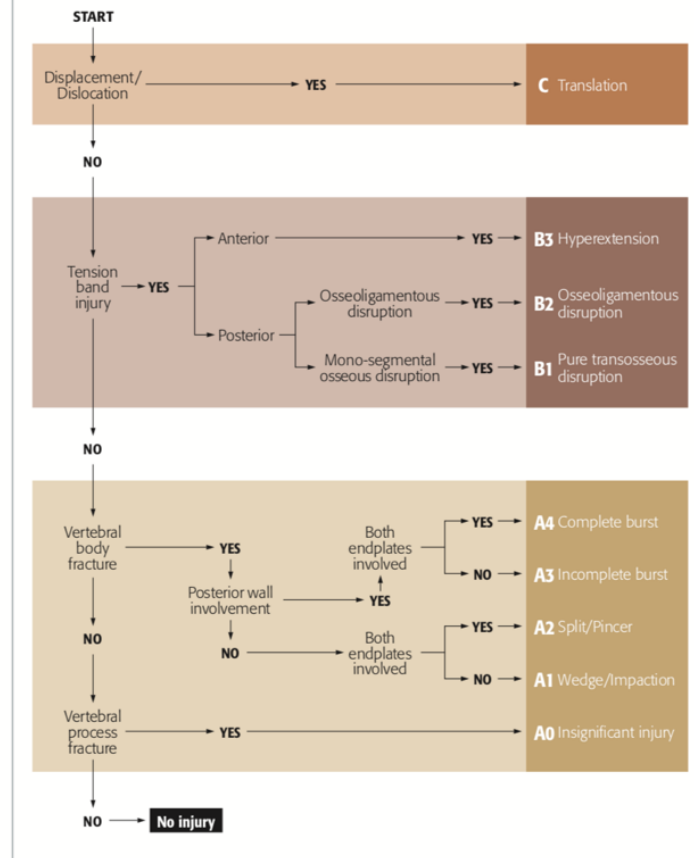 START
Displacement/
Dislocation
YES
C Translation
NO
Anterior
YES
B3 Hyperextension
Tension
band
injury
YES
Osseoligamentous
disruption
YES
B2 Osseoligamentous
disruption
Posterior
Mono-segmental
osseous disruption
YES
B1 Pure transosseous
disruption
NO
Vertebral
body
fracture
YES
Both
endplates
involved
YES
A4 Complete burst
NO
A3 Incomplete burst
Posterior wall
involvement
YES
NO
Both
endplates
involved
YES
A2 Split/Pincer
NO
A1 Wedge/Impaction
NO
Vertebral
process
fracture
YES
A0 Insignificant injury
NO
No injury